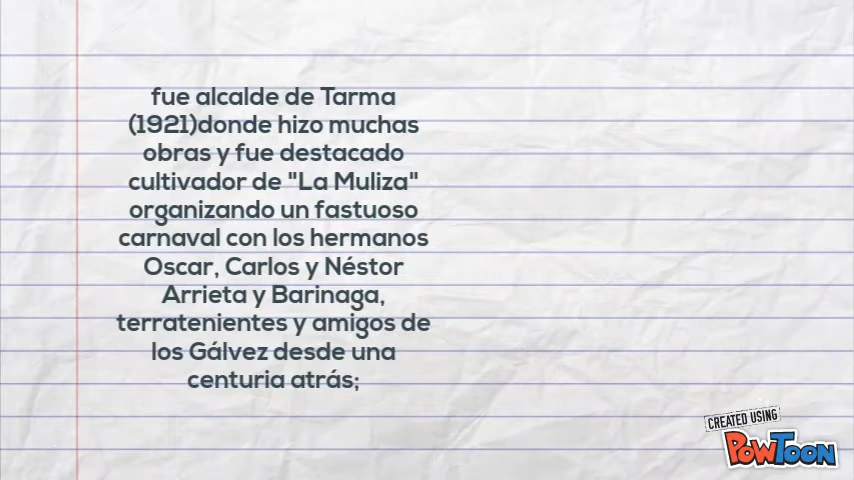 fue alcalde de Tarma
(1921)donde hizo muchas
obras y fue destacado
cultivador de "La Muliza"
organizando un fastuoso
carnaval con los hermanos
Oscar, Carlos y Néstor
Arrieta y Barinaga,
terratenientes y amigos de
los Gálvez desde una
centuria atrás;
CREATED USING
POWTOON